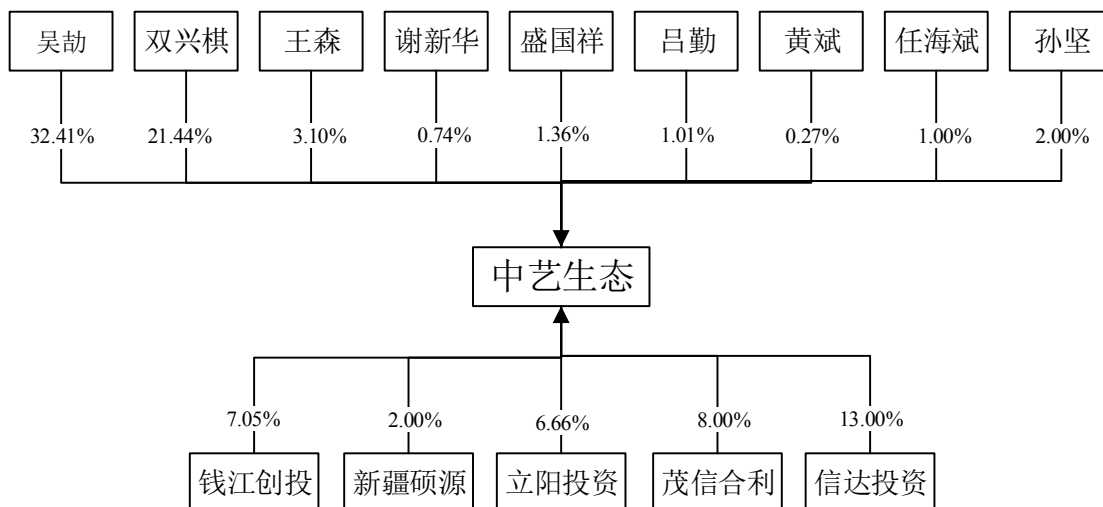 吴劼
双兴棋
王森
谢新华
盛国祥
吕勤
黄斌
任海斌
孙坚
32.41%
21.44%
3.10%
0.74%
1.36%
1.01%
0.27%
1.00%
2.00%
中艺生态
7.05%
2.00%
6.66%
8.00%
13.00%
钱江创投
新疆硕源
立阳投资
茂信合利
信达投资